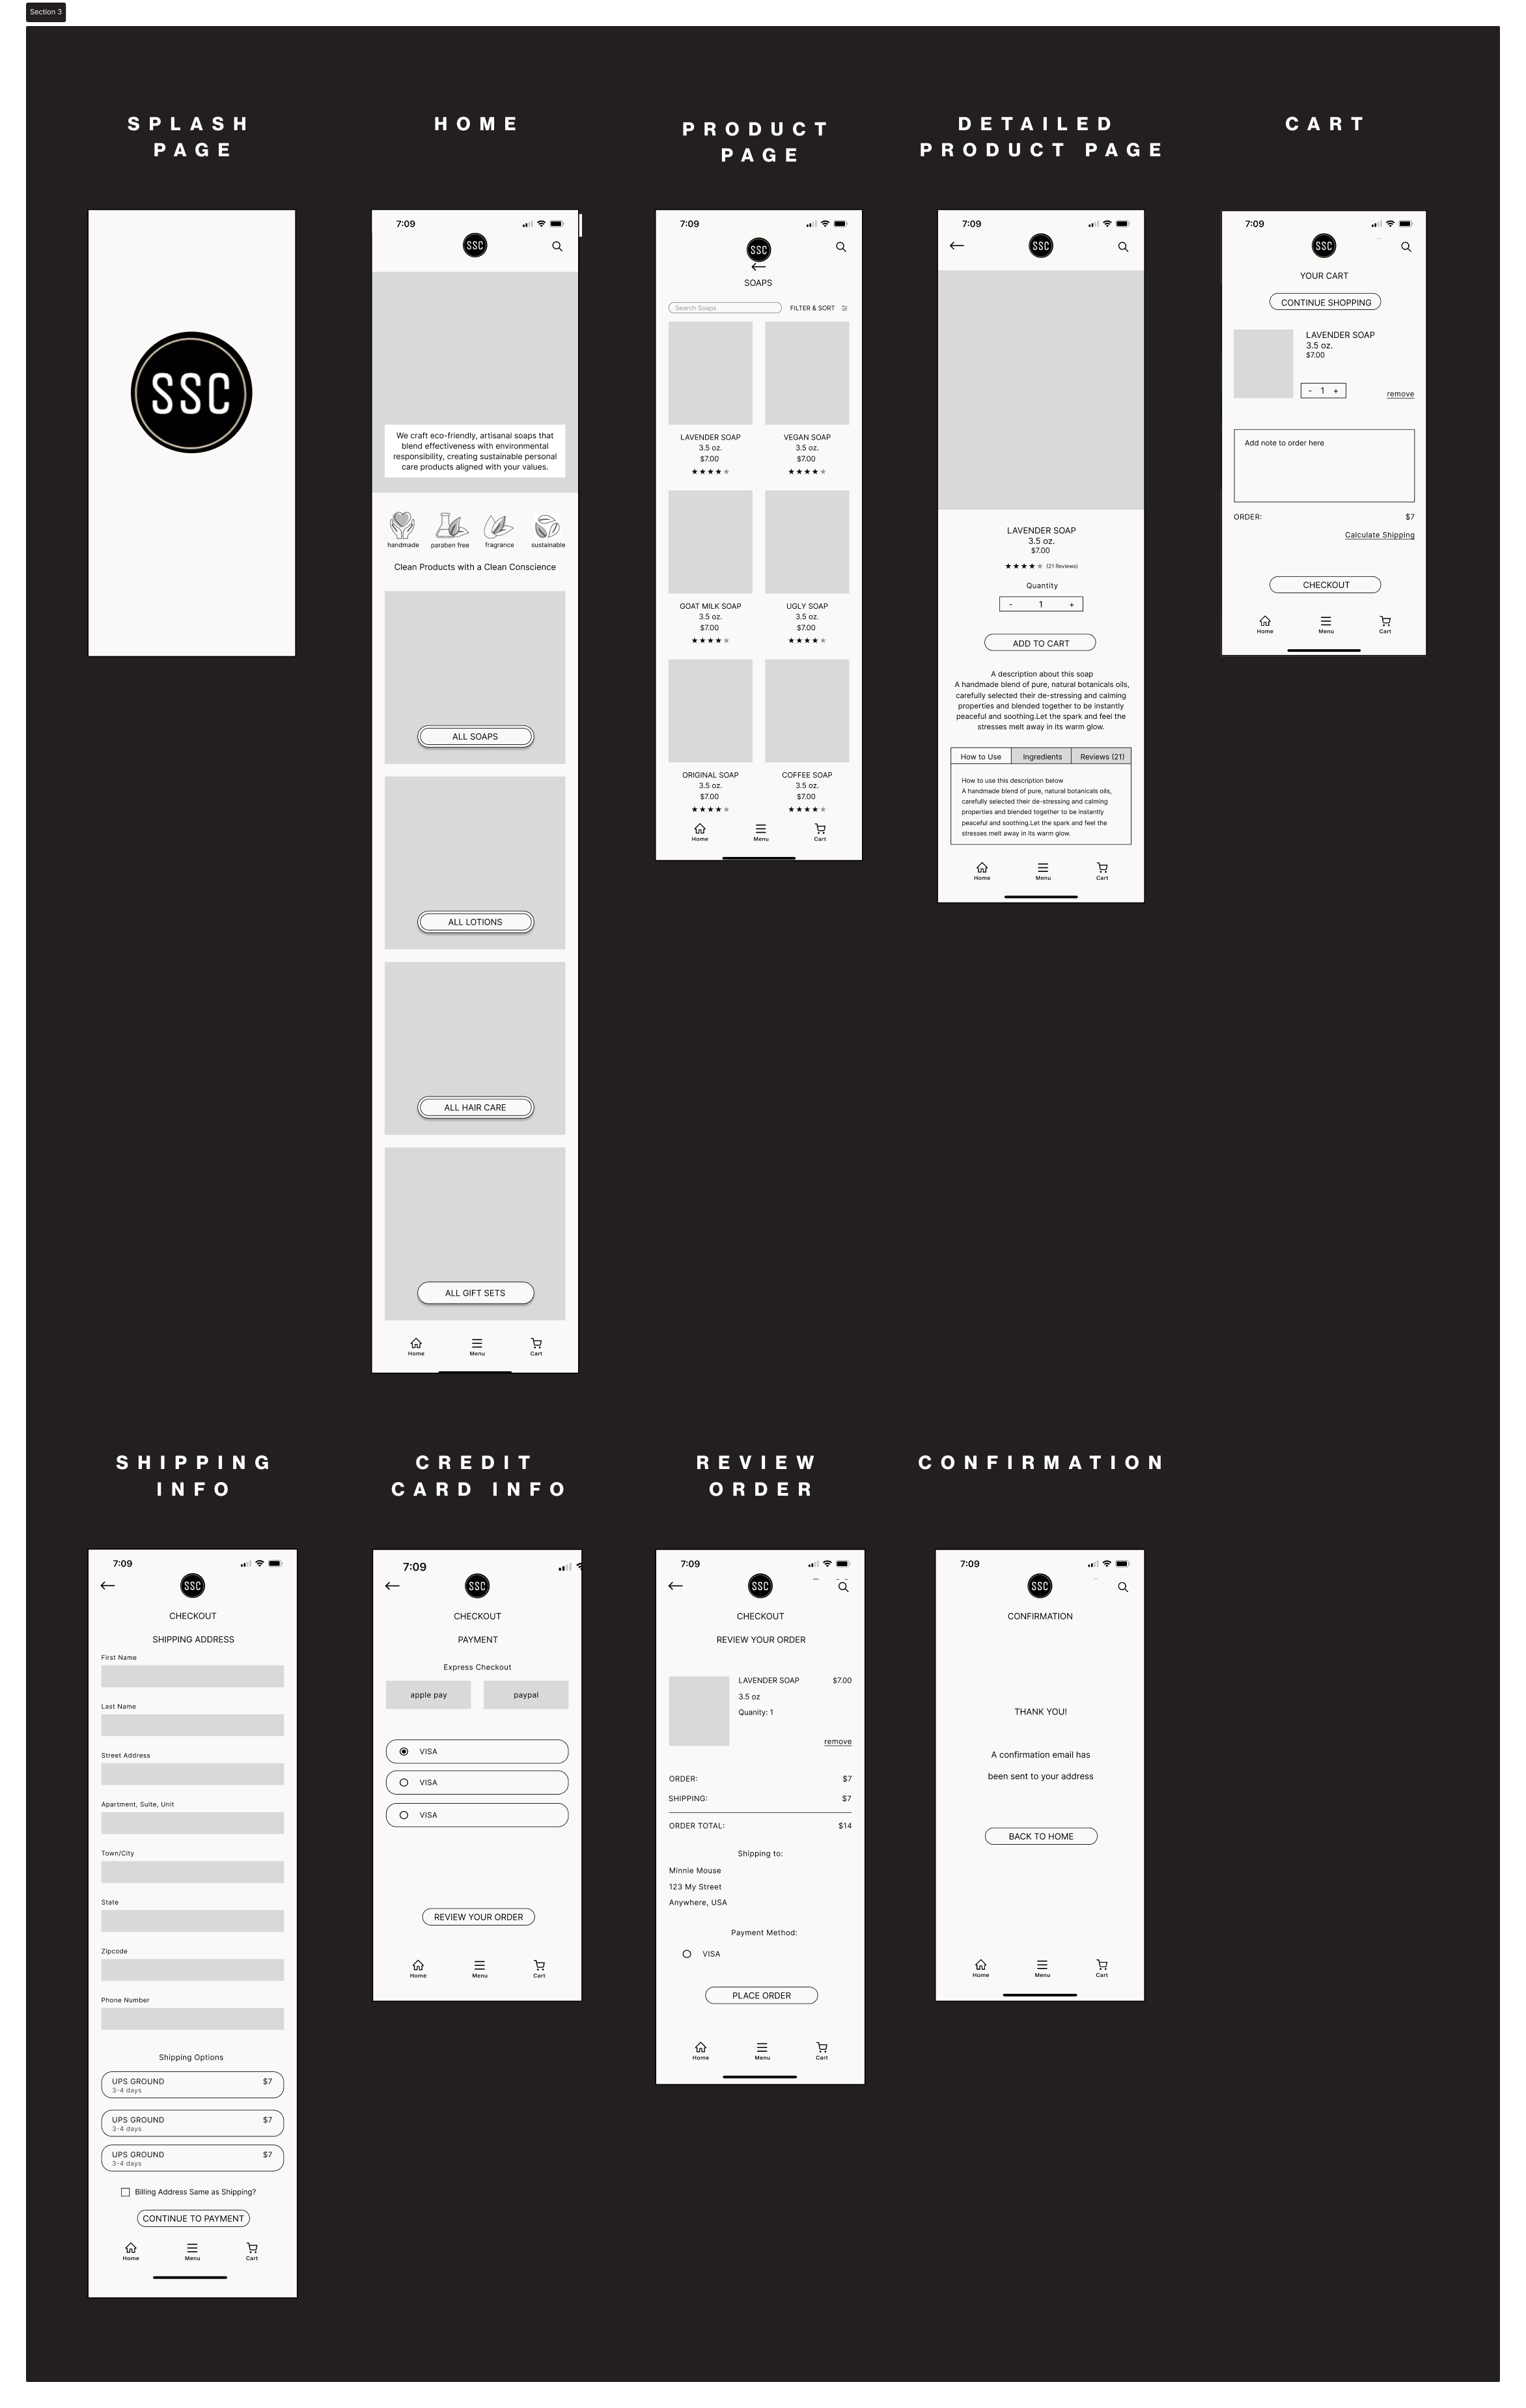 Section 3
SPLASH
PAGE
HOME
PRODUCT
PAGE
DETAILED
PRODUCT PAGE
CART
SSC
7:09
SSC
We craft eco-friendly, artisanal soaps that
blend effectiveness with environmental
responsibility, creating sustainable personal
care products aligned with your values.
handmade
paraben free
fragrance
sustainable
Clean Products with a Clean Conscience
ALL SOAPS
ALL LOTIONS
ALL HAIR CARE
ALL GIFT SETS
Home
Menu
Cart
7:09
SSC
SOAPS
Search Soaps
FILTER & SORT
LAVENDER SOAP
3.5 oz.
$7.00
VEGAN SOAP
3.5 oz.
$7.00
GOAT MILK SOAP
3.5 oz.
$7.00
UGLY SOAP
3.5 oz.
$7.00
ORIGINAL SOAP
3.5 oz.
$7.00
COFFEE SOAP
3.5 oz.
$7.00
Home
Menu
Cart
7:09
SSC
LAVENDER SOAP
3.5 oz.
$7.00
(21 Reviews)
Quantity
- 1 +
ADD TO CART
A description about this soap
A handmade blend of pure, natural botanicals oils,
carefully selected their de-stressing and calming
properties and blended together to be instantly
peaceful and soothing.Let the spark and feel the
stresses melt away in its warm glow.
How to Use
Ingredients
Reviews (21)
How to use this description below
A handmade blend of pure, natural botanicals oils,
carefully selected their de-stressing and calming
properties and blended together to be instantly
peaceful and soothing.Let the spark and feel the
stresses melt away in its warm glow.
Home
Menu
Cart
7:09
SSC
YOUR CART
CONTINUE SHOPPING
LAVENDER SOAP
3.5 oz.
$7.00
- 1 +
remove
Add note to order here
ORDER:
$7
Calculate Shipping
CHECKOUT
Home
Menu
Cart
SHIPPING
INFO
CREDIT
CARD INFO
REVIEW
ORDER
CONFIRMATION
7:09
SSC
CHECKOUT
SHIPPING ADDRESS
First Name
Last Name
Street Address
Apartment, Suite, Unit
Town/City
State
Zipcode
Phone Number
Shipping Options
UPS GROUND
$7
3-4 days
UPS GROUND
$7
3-4 days
UPS GROUND
$7
3-4 days
Billing Address Same as Shipping?
CONTINUE TO PAYMENT
Home
Menu
Cart
7:09
SSC
CHECKOUT
PAYMENT
Express Checkout
apple pay
paypal
VISA
VISA
VISA
REVIEW YOUR ORDER
Home
Menu
Cart
7:09
SSC
CHECKOUT
REVIEW YOUR ORDER
LAVENDER SOAP
$7.00
3.5 oz
Quanity: 1
remove
ORDER:
$7
SHIPPING:
$7
ORDER TOTAL:
$14
Shipping to:
Minnie Mouse
123 My Street
Anywhere, USA
Payment Method:
VISA
PLACE ORDER
Home
Menu
Cart
7:09
SSC
CONFIRMATION
THANK YOU!
A confirmation email has
been sent to your address
BACK TO HOME
Home
Menu
Cart